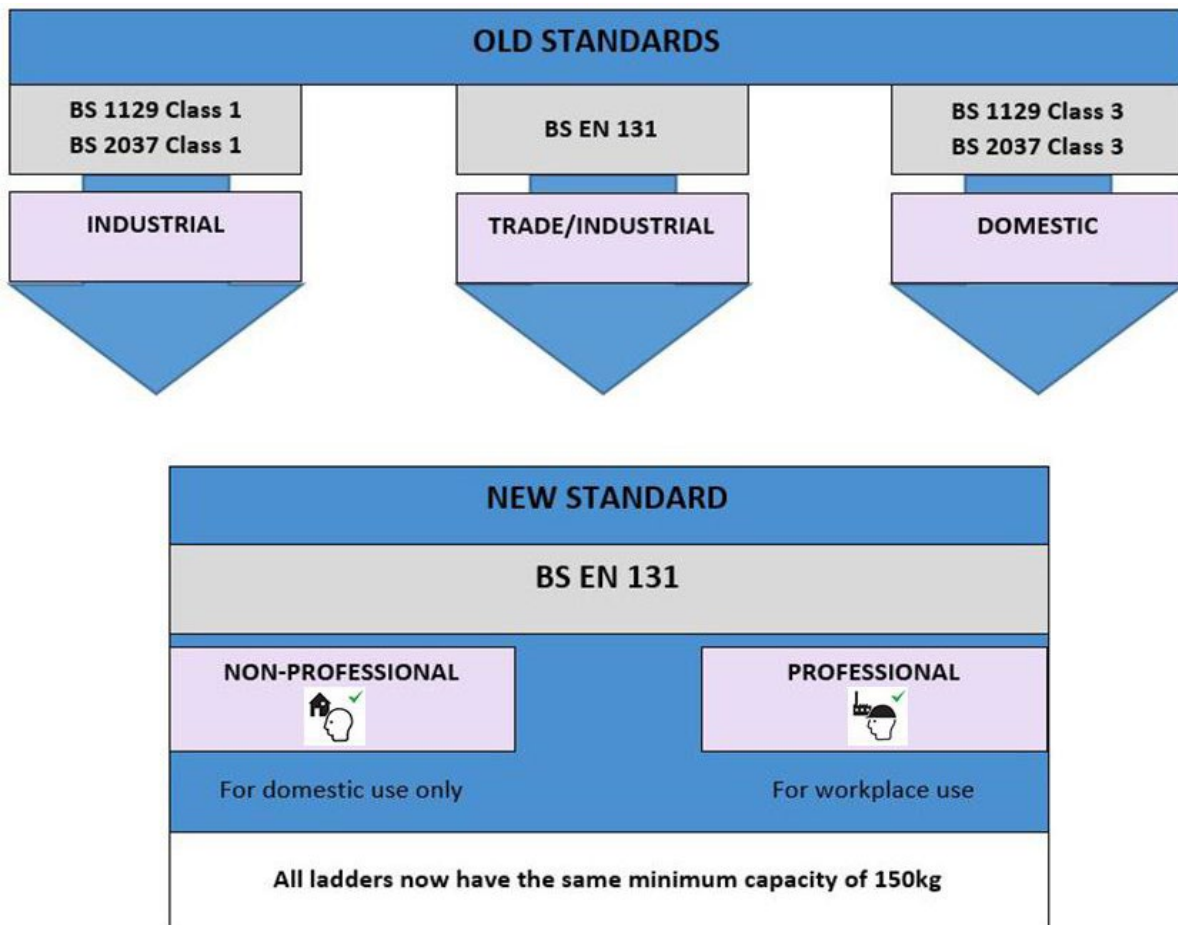 OLD STANDARDS
BS 1129 Class 1
BS 2037 Class 1
BS EN 131
BS 1129 Class 3
BS 2037 Class 3
INDUSTRIAL
TRADE/INDUSTRIAL
DOMESTIC
NEW STANDARD
BS EN 131
NON-PROFESSIONAL
PROFESSIONAL
For domestic use only
For workplace use
All ladders now have the same minimum capacity of 150kg